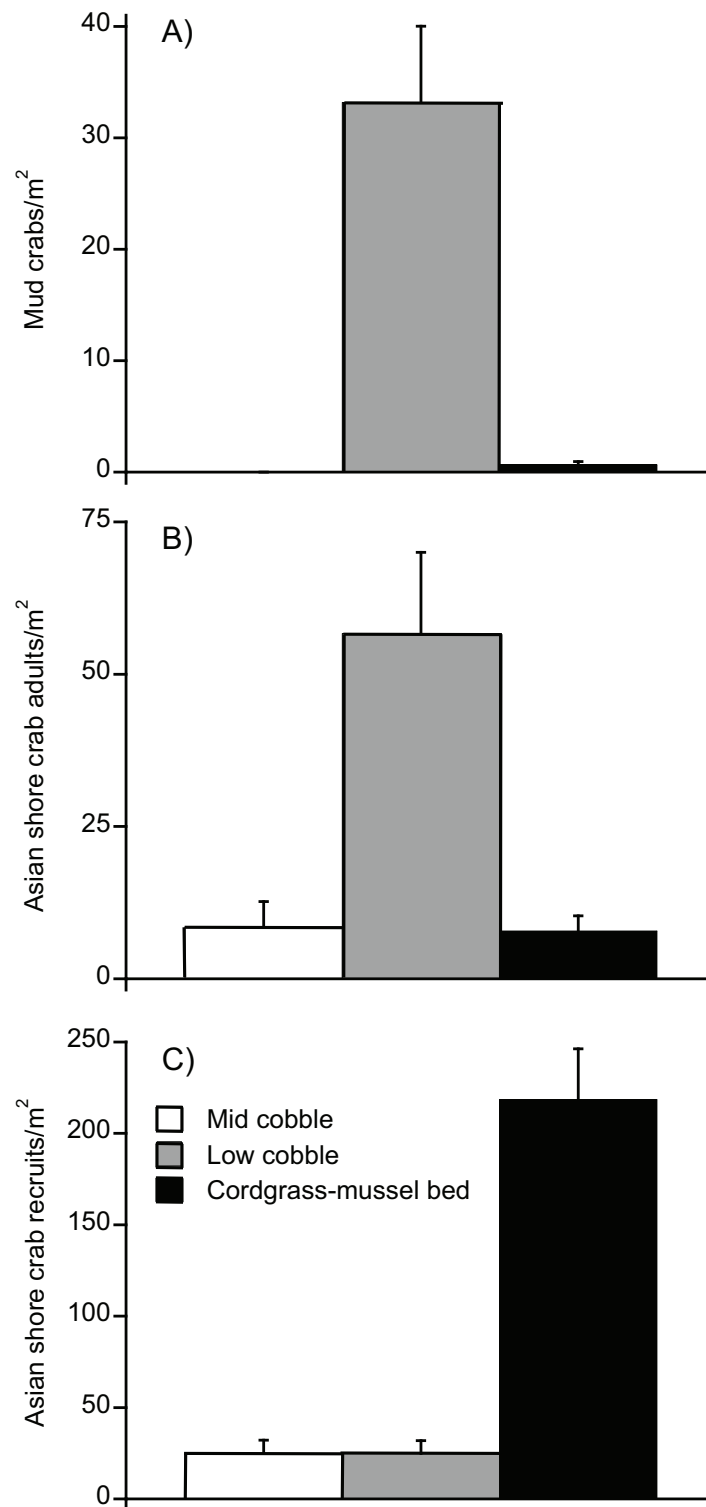 A)
40
30
20
10
0
Mud crabs/m²
B)
75
50
25
0
Asian shore crab adults/m²
C)
250
200
150
100
50
0
Asian shore crab recruits/m²
Mid cobble
Low cobble
Cordgrass-mussel bed